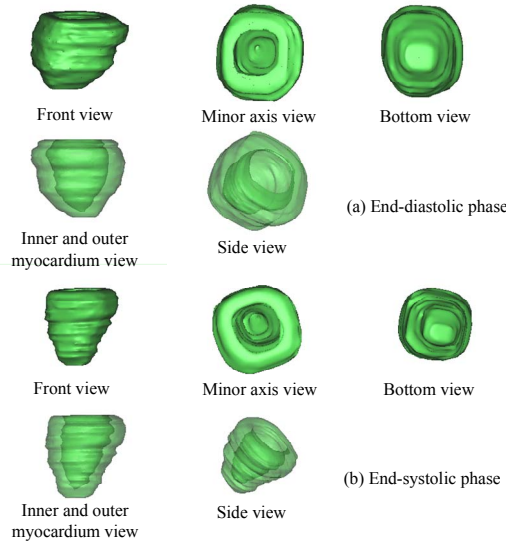 Front view
Minor axis view
Bottom view
Inner and outer
myocardium view
Side view
(a) End-diastolic phase
Front view
Minor axis view
Bottom view
Inner and outer
myocardium view
Side view
(b) End-systolic phase